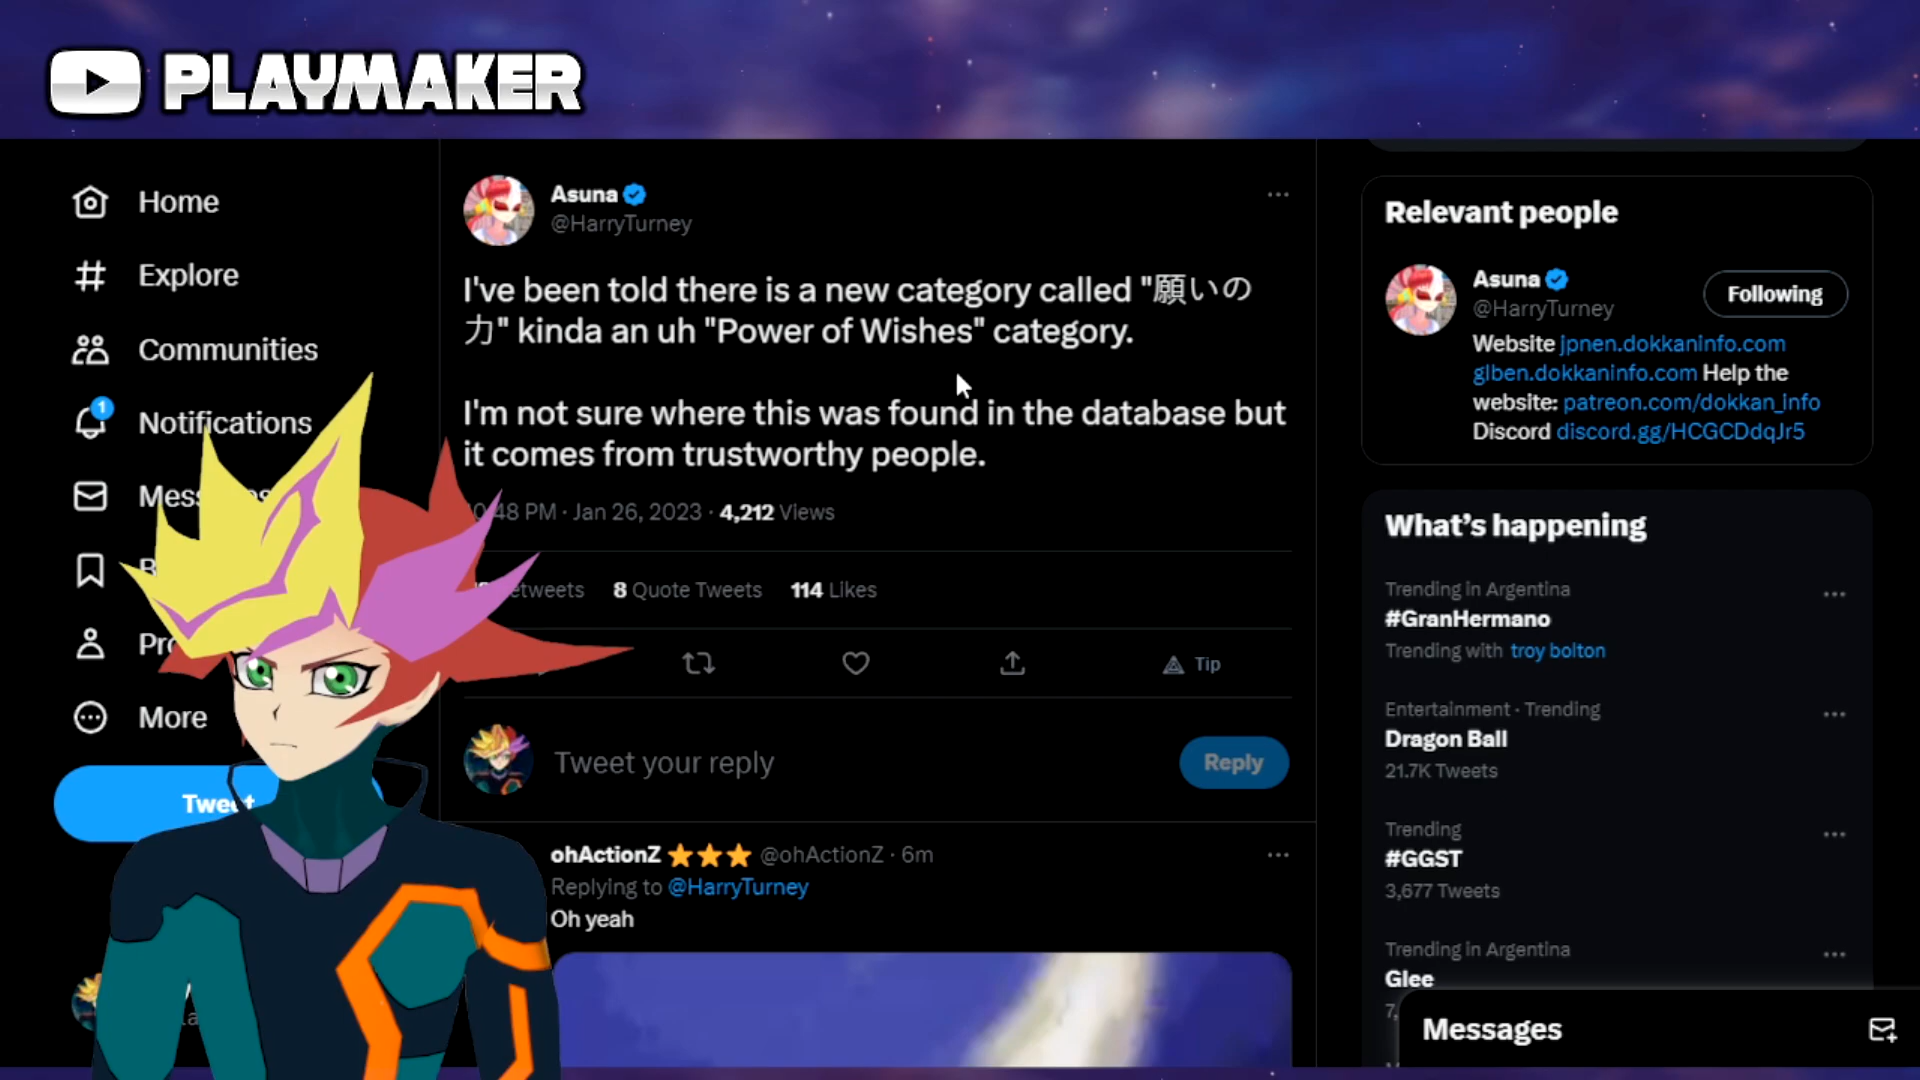 PLAYMAKER
Home
Explore
Communities
Notifications
1
More
Tweet
Asuna
@HarryTurney
I've been told there is a new category called "願いの
力" kinda an uh "Power of Wishes" category.
I'm not sure where this was found in the database but
it comes from trustworthy people.
48 PM · Jan 26, 2023 · 4,212 Views
8 Quote Tweets 114 Likes
Tip
Tweet your reply
Reply
ohActionZ ⭐⭐⭐ @ohActionZ · 6m
Replying to @HarryTurney
Oh yeah
Relevant people
Asuna
@HarryTurney
Following
Website jpnen.dokkaninfo.com
glben.dokkaninfo.com Help the
website: patreon.com/dokkan_info
Discord discord.gg/HCGCDdqJr5
What's happening
Trending in Argentina
#GranHermano
Trending with troy bolton
Entertainment · Trending
Dragon Ball
21.7K Tweets
Trending
#GGST
3,677 Tweets
Trending in Argentina
Glee
Messages